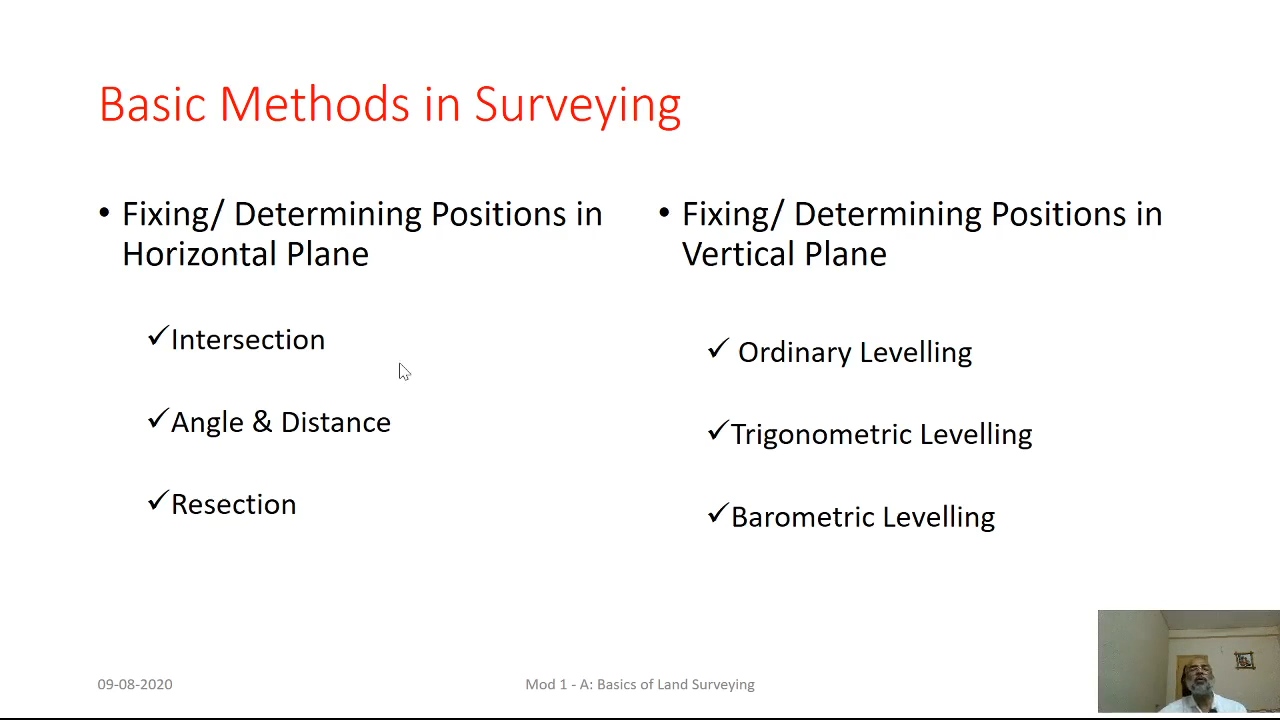 Basic Methods in Surveying
• Fixing/ Determining Positions in
Horizontal Plane
✓Intersection
✓Angle & Distance
✓Resection
• Fixing/ Determining Positions in
Vertical Plane
✓ Ordinary Levelling
✓Trigonometric Levelling
✓Barometric Levelling
09-08-2020
Mod 1 - A: Basics of Land Surveying